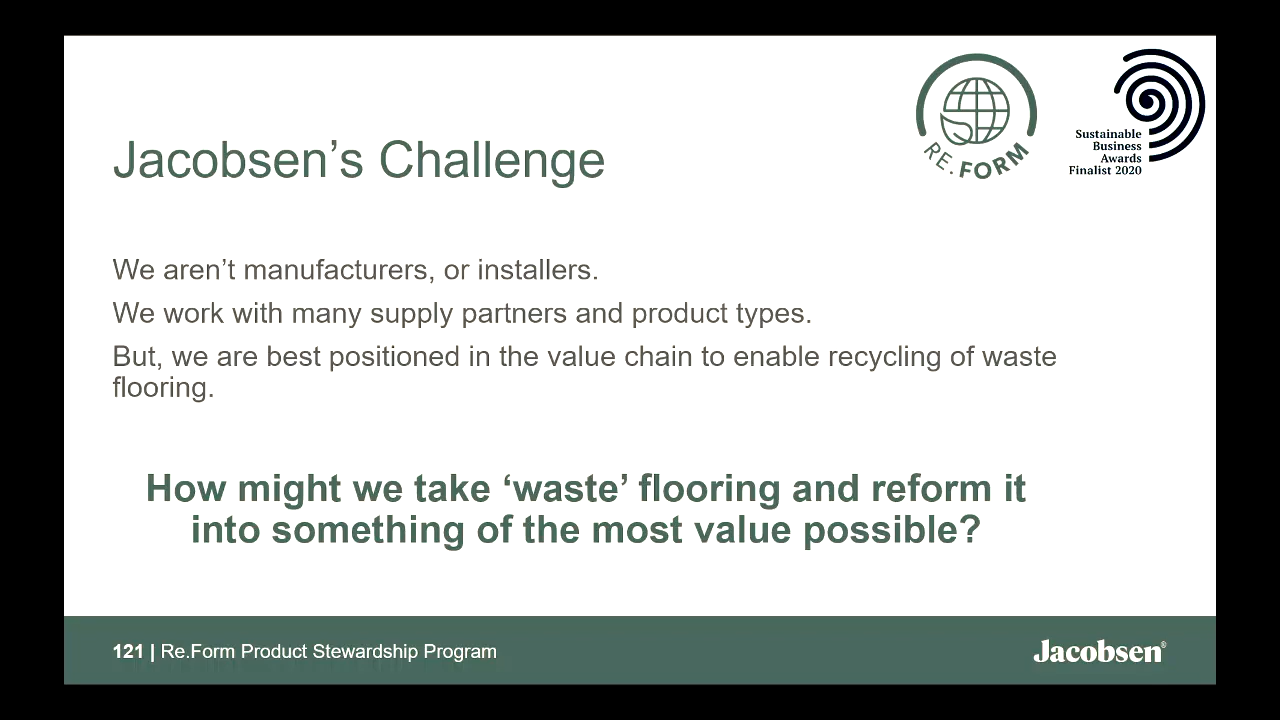 RE.FORM
Sustainable
Business
Awards
Finalist 2020
Jacobsen’s Challenge
We aren’t manufacturers, or installers.
We work with many supply partners and product types.
But, we are best positioned in the value chain to enable recycling of waste
flooring.
How might we take ‘waste’ flooring and reform it
into something of the most value possible?
121 | Re.Form Product Stewardship Program
Jacobsen®